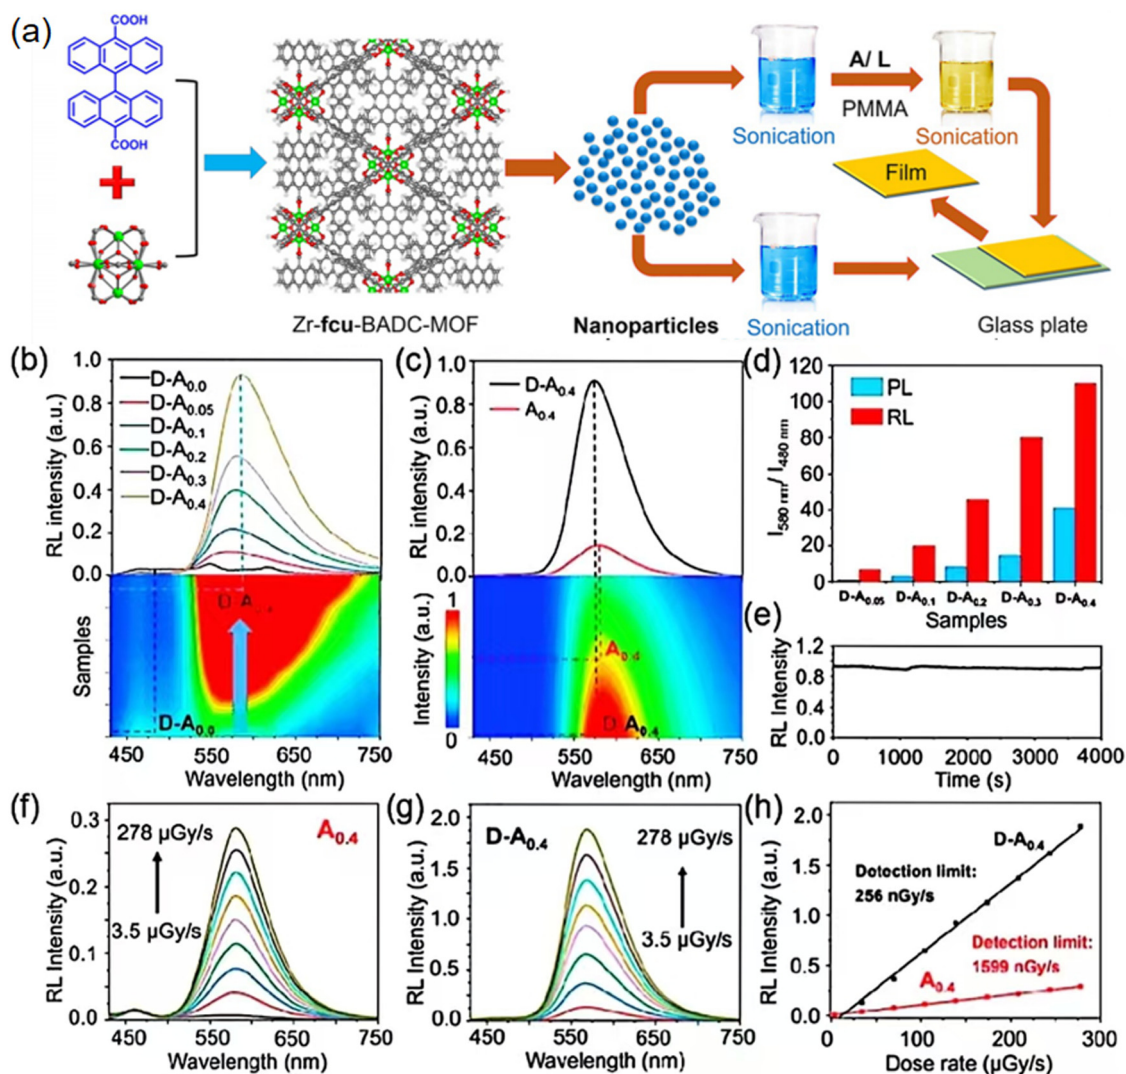 (a)
COOH
COOH
Zr-fcu-BADC-MOF
Nanoparticles
Sonication
A/ L
PMMA
Sonication
Film
Sonication
Glass plate
(b)
RL intensity (a.u.)
1.0
0.8
0.6
0.4
0.2
0.0
D-A0.0
D-A0.05
D-A0.1
D-A0.2
D-A0.3
D-A0.4
Samples
D-A0.0
450 550 650 750
Wavelength (nm)
(c)
RL intensity (a.u.)
1.0
0.8
0.6
0.4
0.2
0.0
D-A0.4
A0.4
Intensity (a.u.)
1
0
A0.4
D-A0.4
450 550 650 750
Wavelength (nm)
(d)
I580 nm/ I480 nm
120
100
80
60
40
20
0
PL
RL
D-A0.05 D-A0.1 D-A0.2 D-A0.3 D-A0.4
Samples
(e)
RL Intensity
1.2
0.8
0.4
0.0
0 1000 2000 3000 4000
Time (s)
(f)
RL Intensity (a.u.)
0.3
0.2
0.1
0.0
278 µGy/s
3.5 µGy/s
A0.4
450 550 650 750
Wavelength (nm)
(g)
RL Intensity (a.u.)
2.0
1.5
1.0
0.5
0.0
D-A0.4
278 µGy/s
3.5 µGy/s
450 550 650 750
Wavelength (nm)
(h)
RL Intensity (a.u.)
2.0
1.5
1.0
0.5
0.0
D-A0.4
Detection limit:
256 nGy/s
Detection limit:
1599 nGy/s
A0.4
0 50 100 150 200 250 300
Dose rate (µGy/s)